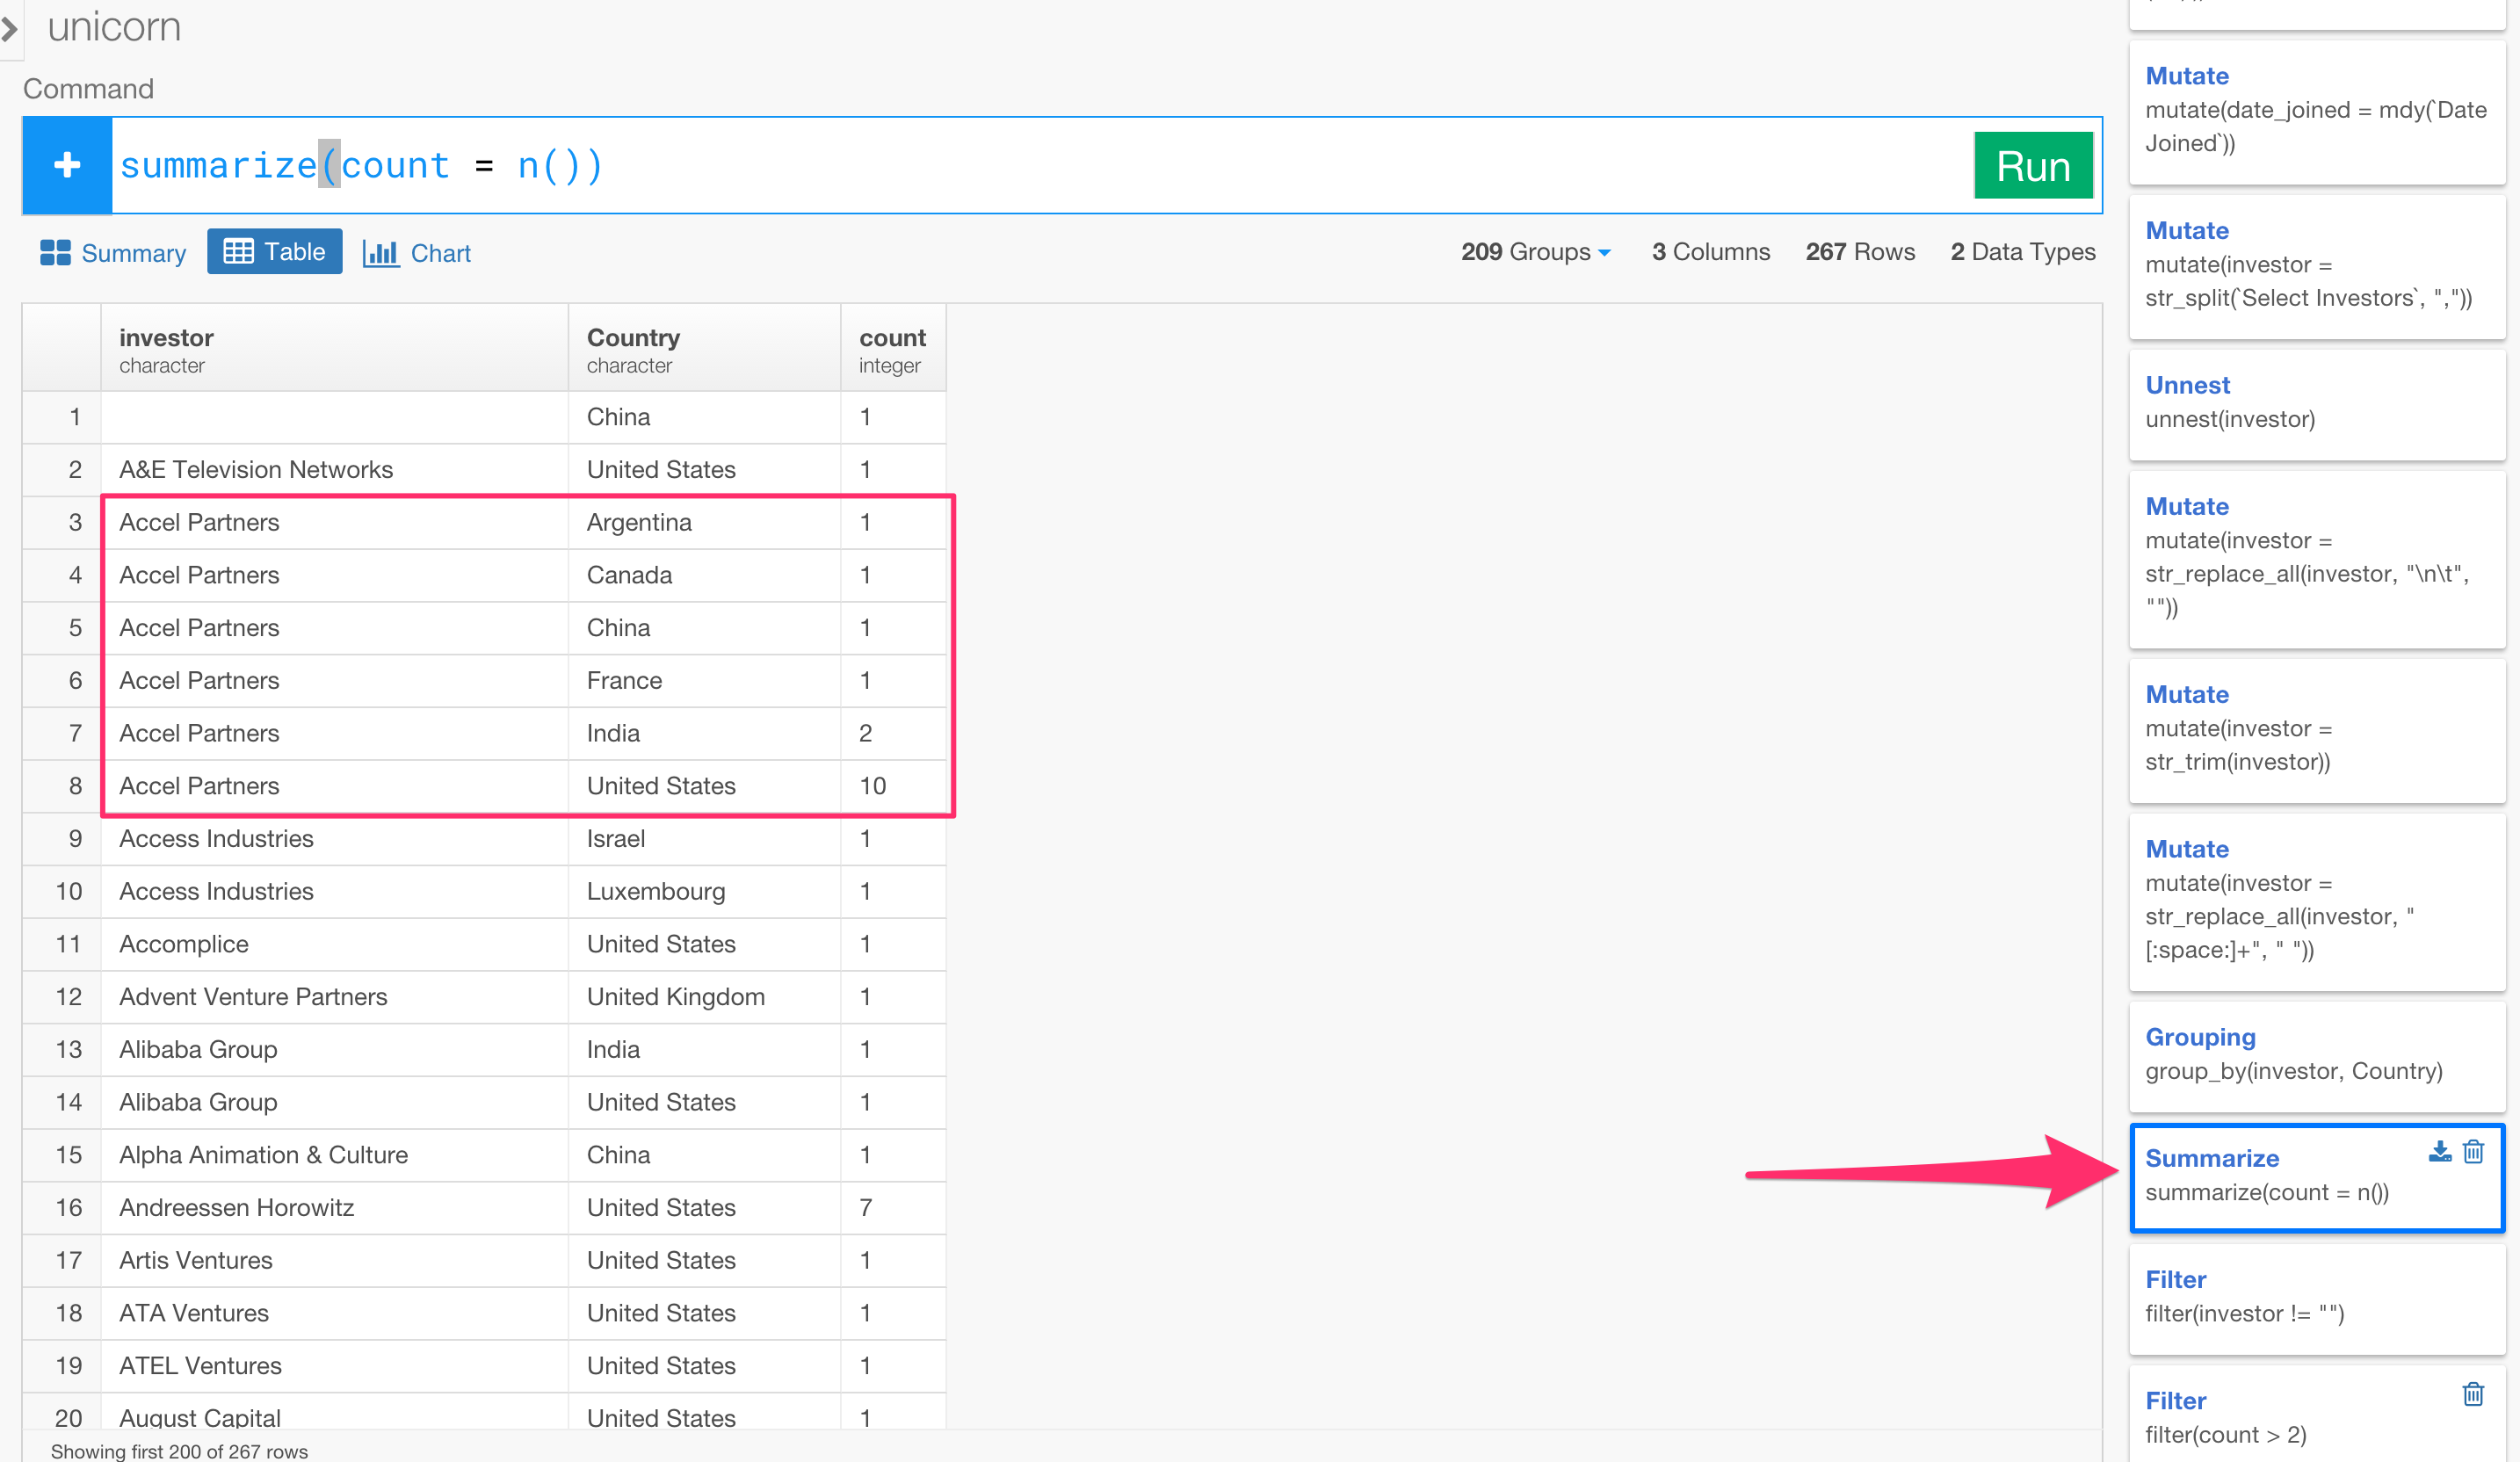 unicorn
Command
summarize(count = n())
Run
Summary Table Chart
209 Groups 3 Columns 267 Rows 2 Data Types
investor Country count
character character integer
1 China 1
2 A&E Television Networks United States 1
3 Accel Partners Argentina 1
4 Accel Partners Canada 1
5 Accel Partners China 1
6 Accel Partners France 1
7 Accel Partners India 2
8 Accel Partners United States 10
9 Access Industries Israel 1
10 Access Industries Luxembourg 1
11 Accomplice United States 1
12 Advent Venture Partners United Kingdom 1
13 Alibaba Group India 1
14 Alibaba Group United States 1
15 Alpha Animation & Culture China 1
16 Andreessen Horowitz United States 7
17 Artis Ventures United States 1
18 ATA Ventures United States 1
19 ATEL Ventures United States 1
20 August Capital United States 1
Showing first 200 of 267 rows
Mutate
mutate(date_joined = mdy(`Date
Joined`))
Mutate
mutate(investor =
str_split(`Select Investors`, ","))
Unnest
unnest(investor)
Mutate
mutate(investor =
str_replace_all(investor, "\n\t",
""))
Mutate
mutate(investor =
str_trim(investor))
Mutate
mutate(investor =
str_replace_all(investor, "
[:space:]+", " "))
Grouping
group_by(investor, Country)
Summarize
summarize(count = n())
Filter
filter(investor != "")
Filter
filter(count > 2)